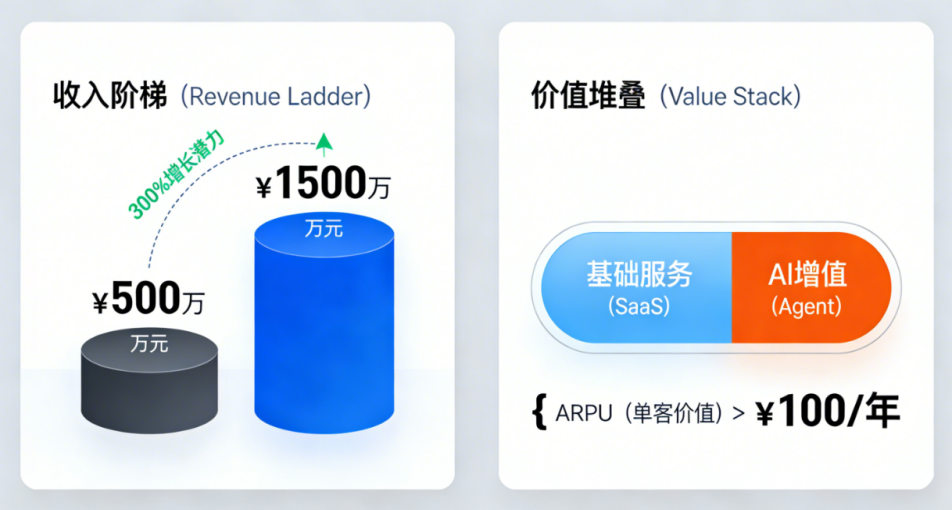 收入阶梯（Revenue Ladder）
300%增长潜力
¥1500万
万元
¥500万
万元
价值堆叠（Value Stack）
基础服务
（SaaS）
AI增值
（Agent）
{ ARPU（单客价值）> ¥100/年